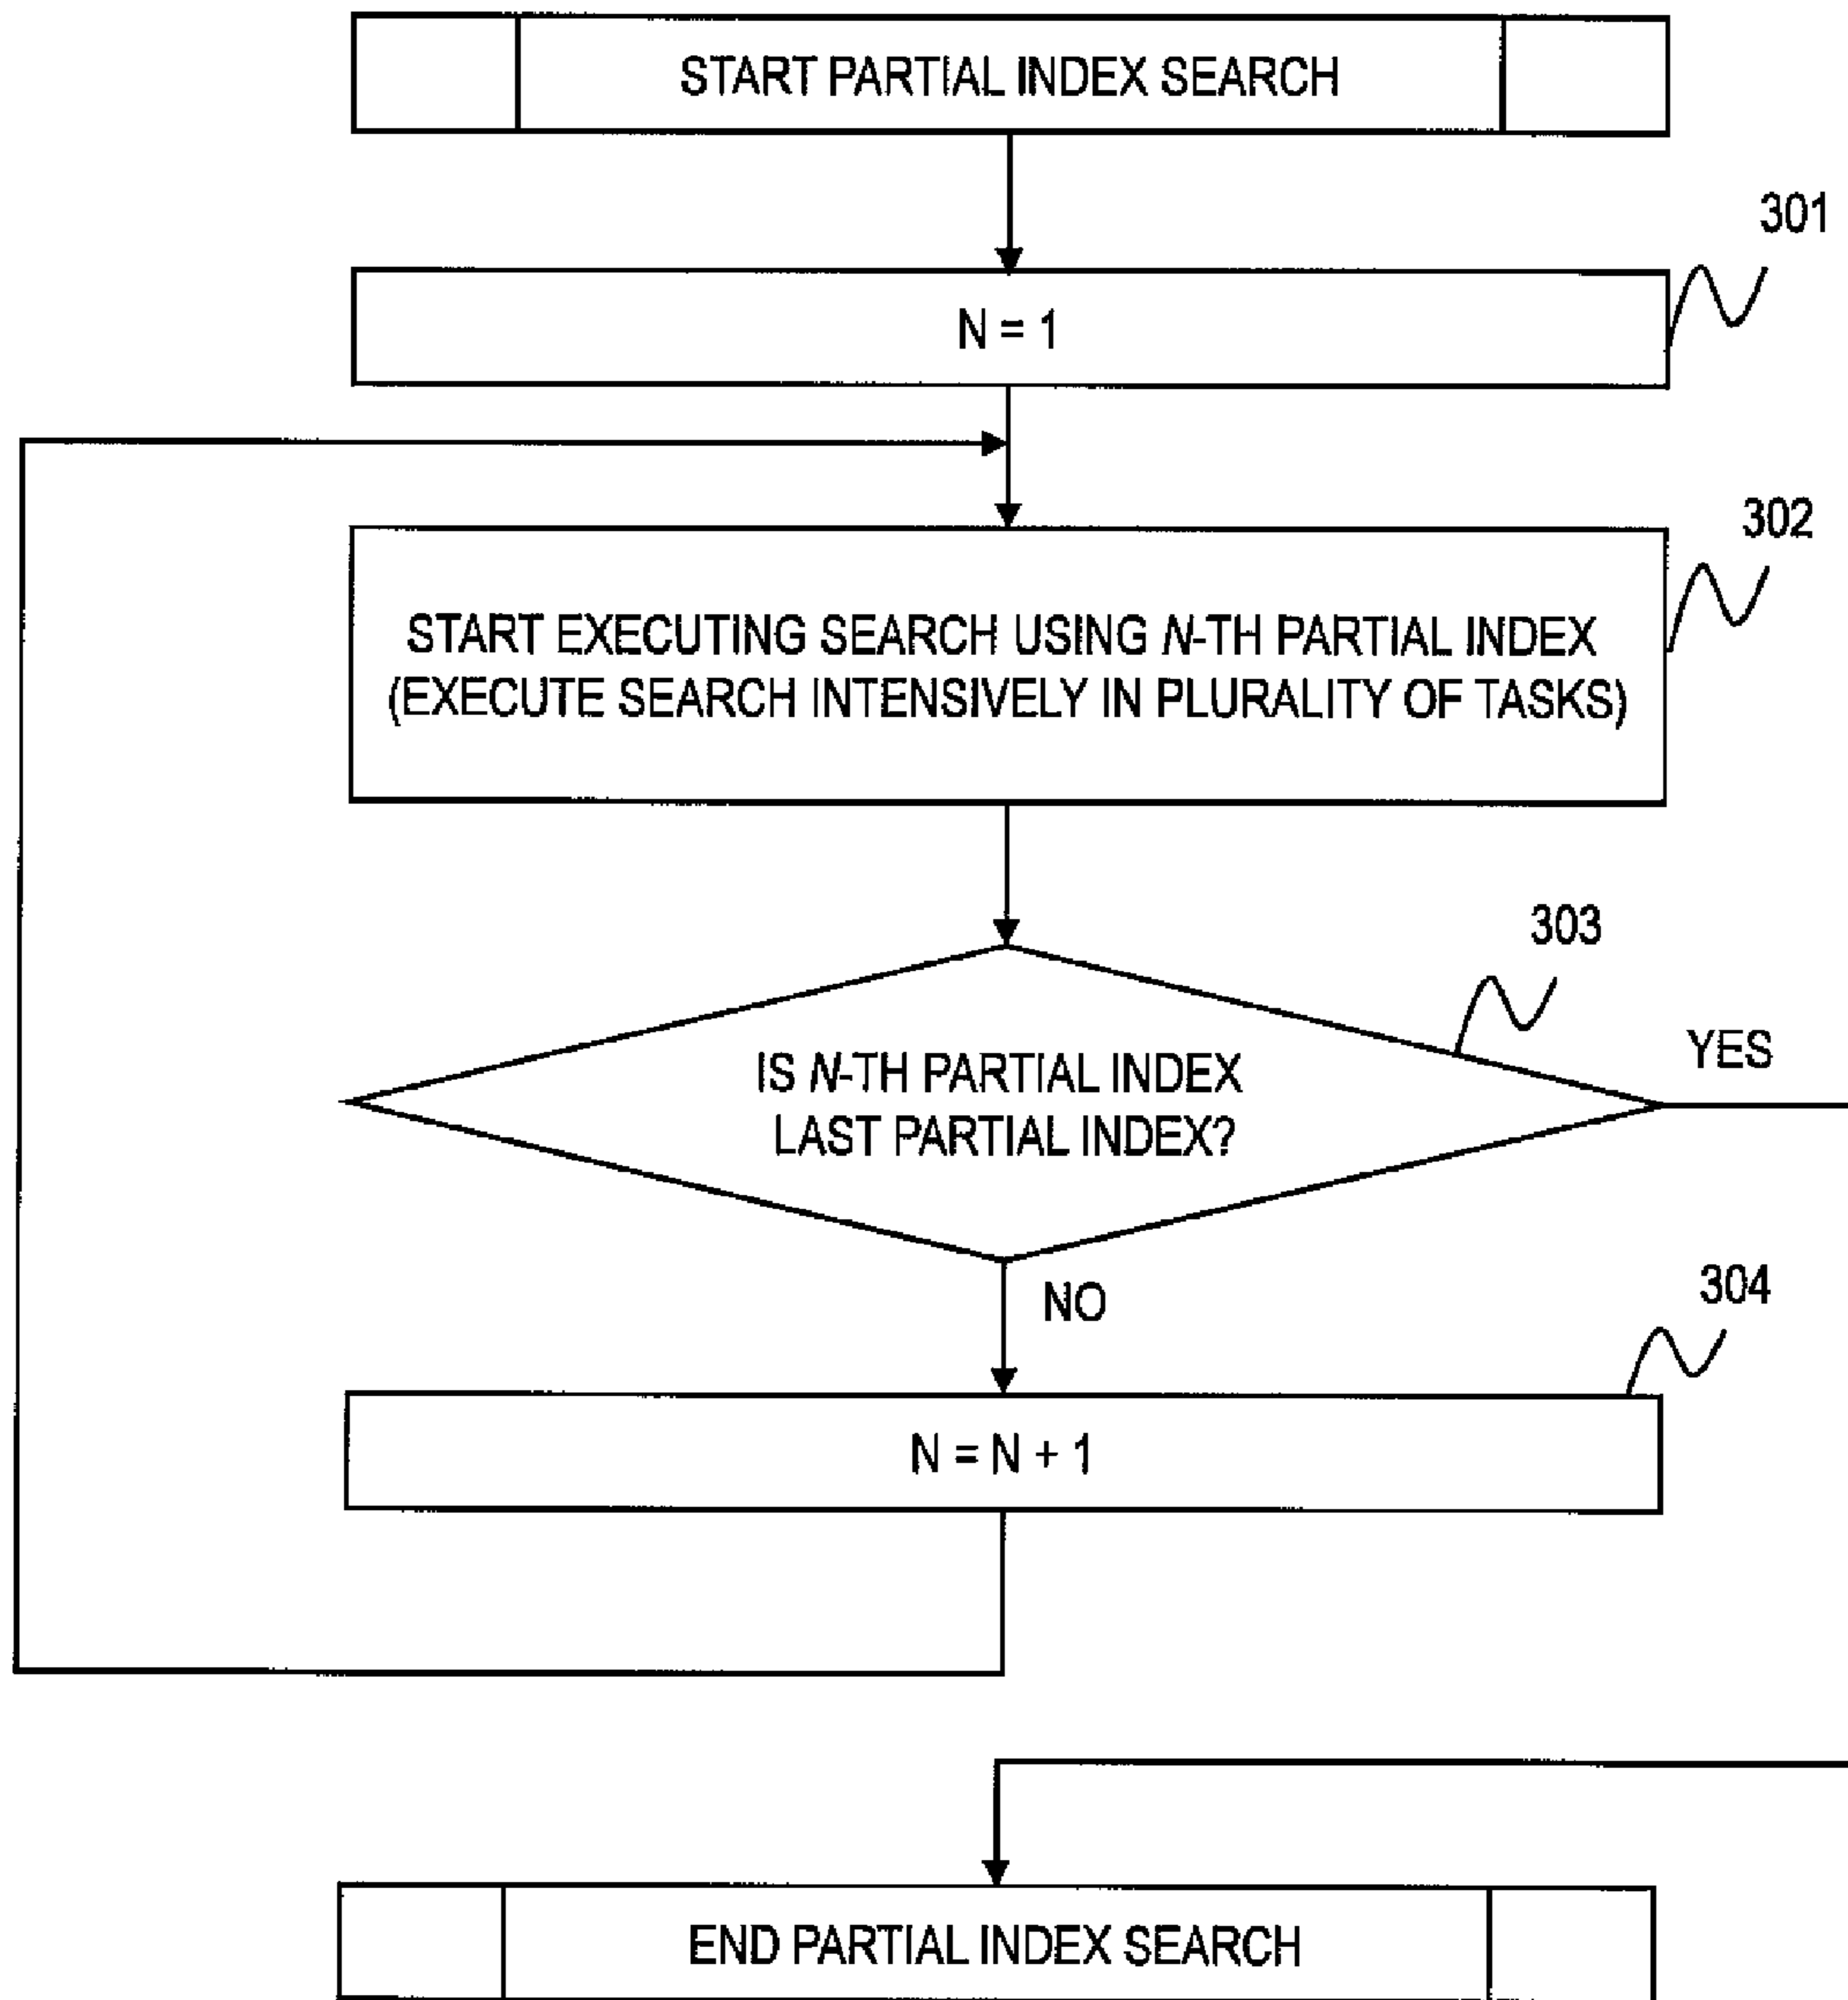 START PARTIAL INDEX SEARCH
301
N = 1
302
START EXECUTING SEARCH USING N-TH PARTIAL INDEX
(EXECUTE SEARCH INTENSIVELY IN PLURALITY OF TASKS)
303
YES
IS N-TH PARTIAL INDEX
LAST PARTIAL INDEX?
NO
304
N = N + 1
END PARTIAL INDEX SEARCH